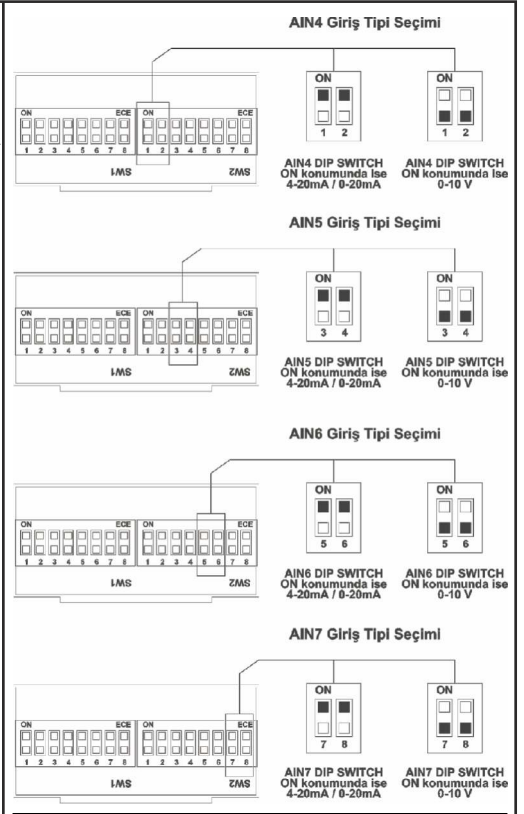 AIN4 Giriş Tipi Seçimi
ON ECE ON ECE
1 2 3 4 5 6 7 8 1 2 3 4 5 6 7 8
SW1 SW2
ON
1 2
1 2
AIN4 DIP SWITCH
ON konumunda ise
4-20mA / 0-20mA
AIN4 DIP SWITCH
ON konumunda ise
0-10 V
AIN5 Giriş Tipi Seçimi
ON ECE ON ECE
1 2 3 4 5 6 7 8 1 2 3 4 5 6 7 8
SW1 SW2
ON
3 4
3 4
AIN5 DIP SWITCH
ON konumunda ise
4-20mA / 0-20mA
AIN5 DIP SWITCH
ON konumunda ise
0-10 V
AIN6 Giriş Tipi Seçimi
ON ECE ON ECE
1 2 3 4 5 6 7 8 1 2 3 4 5 6 7 8
SW1 SW2
ON
5 6
5 6
AIN6 DIP SWITCH
ON konumunda ise
4-20mA / 0-20mA
AIN6 DIP SWITCH
ON konumunda ise
0-10 V
AIN7 Giriş Tipi Seçimi
ON ECE ON ECE
1 2 3 4 5 6 7 8 1 2 3 4 5 6 7 8
SW1 SW2
ON
7 8
7 8
AIN7 DIP SWITCH
ON konumunda ise
4-20mA / 0-20mA
AIN7 DIP SWITCH
ON konumunda ise
0-10 V